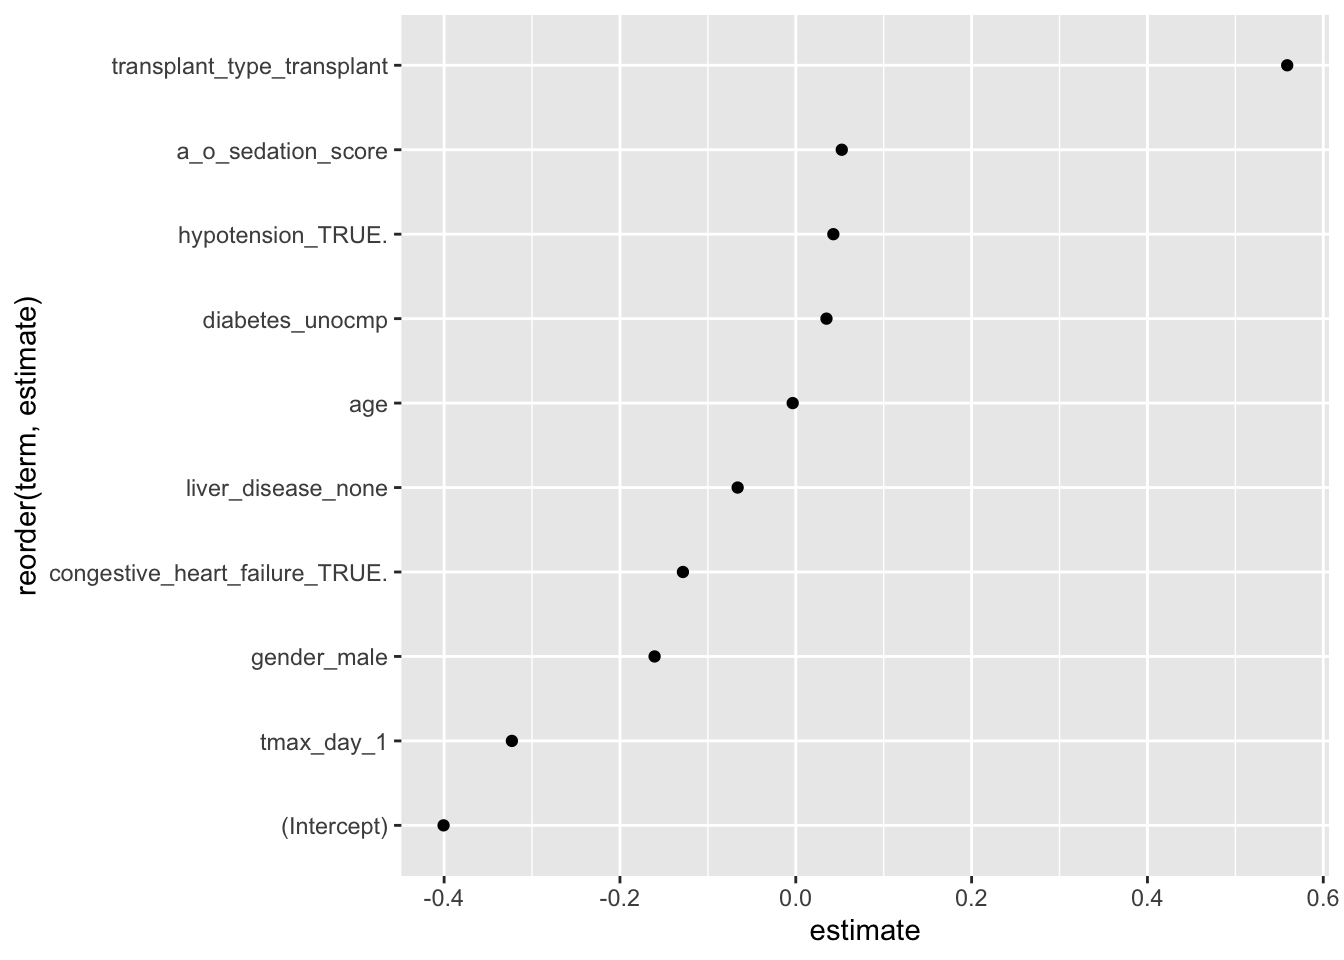 transplant_type_transplant
a_o_sedation_score
hypotension_TRUE.
diabetes_unocmp
age
liver_disease_none
congestive_heart_failure_TRUE.
gender_male
tmax_day_1
(Intercept)
reorder(term, estimate)
-0.4 -0.2 0.0 0.2 0.4 0.6
estimate